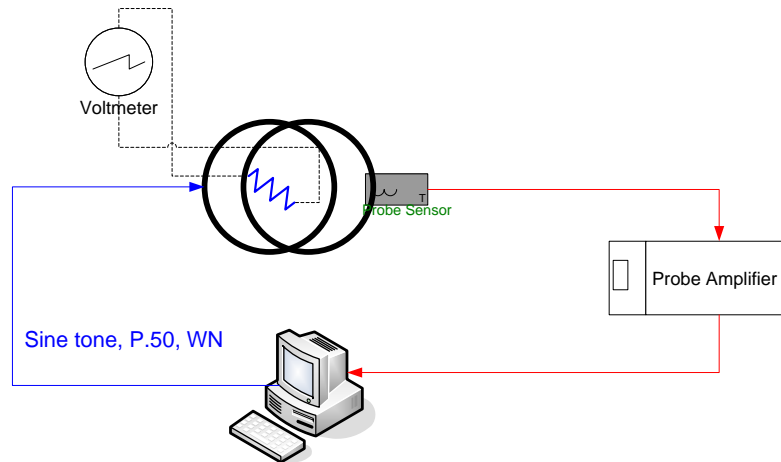 Voltmeter
T
Probe Sensor
Probe Amplifier
Sine tone, P.50, WN